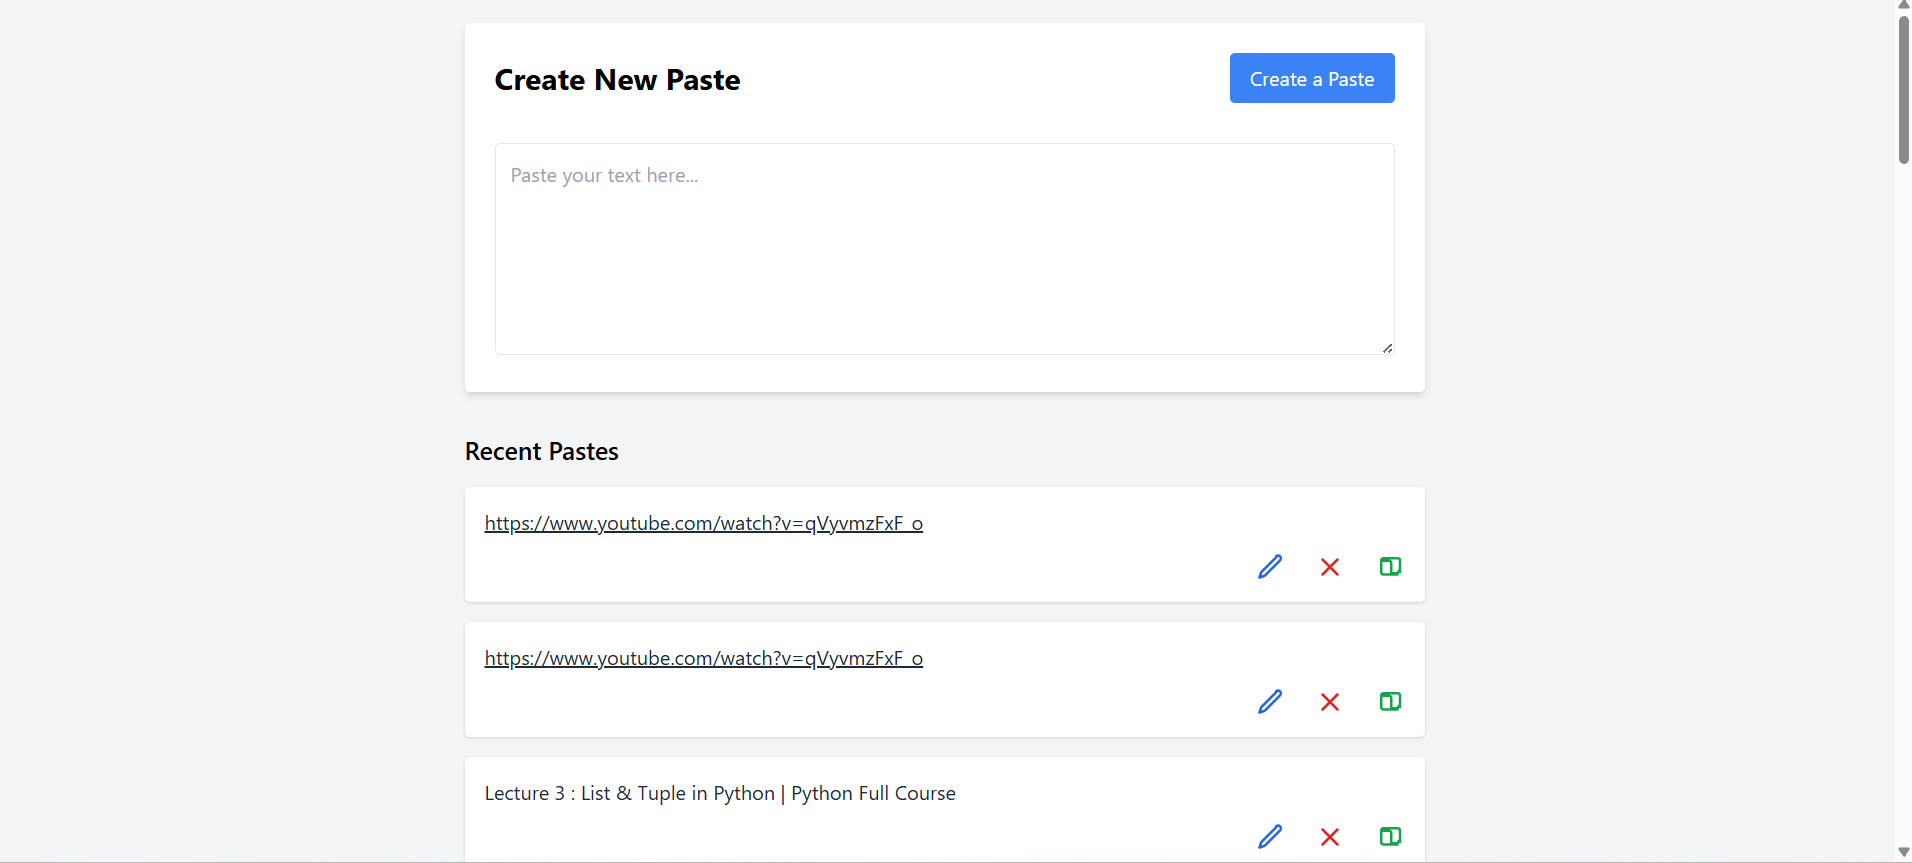 Create New Paste
Create a Paste
Paste your text here...
Recent Pastes
https://www.youtube.com/watch?v=qVyvmzFxF_o
https://www.youtube.com/watch?v=qVyvmzFxF_o
Lecture 3 : List & Tuple in Python | Python Full Course